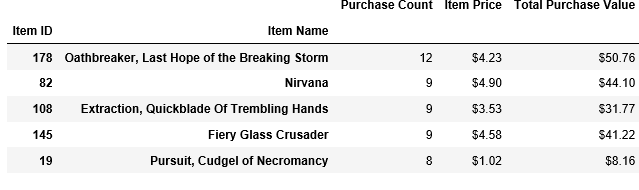 Purchase Count Item Price Total Purchase Value
Item ID Item Name
178 Oathbreaker, Last Hope of the Breaking Storm 12 $4.23 $50.76
82 Nirvana 9 $4.90 $44.10
108 Extraction, Quickblade Of Trembling Hands 9 $3.53 $31.77
145 Fiery Glass Crusader 9 $4.58 $41.22
19 Pursuit, Cudgel of Necromancy 8 $1.02 $8.16